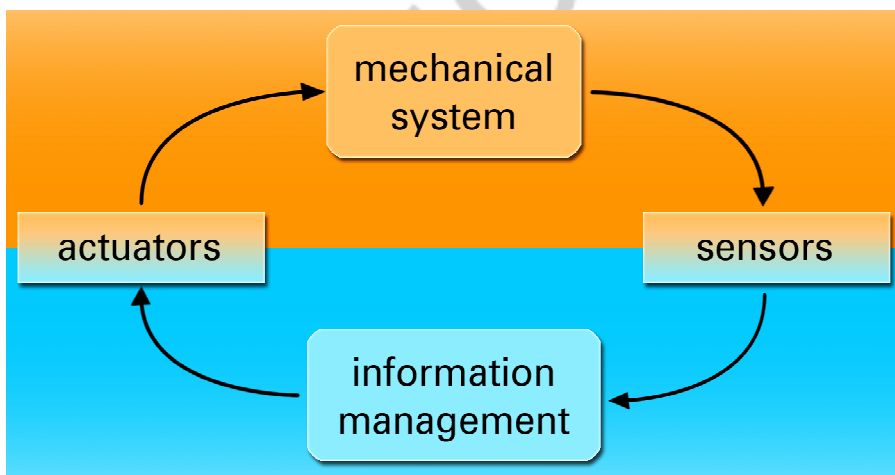 mechanical
system
actuators
sensors
information
management